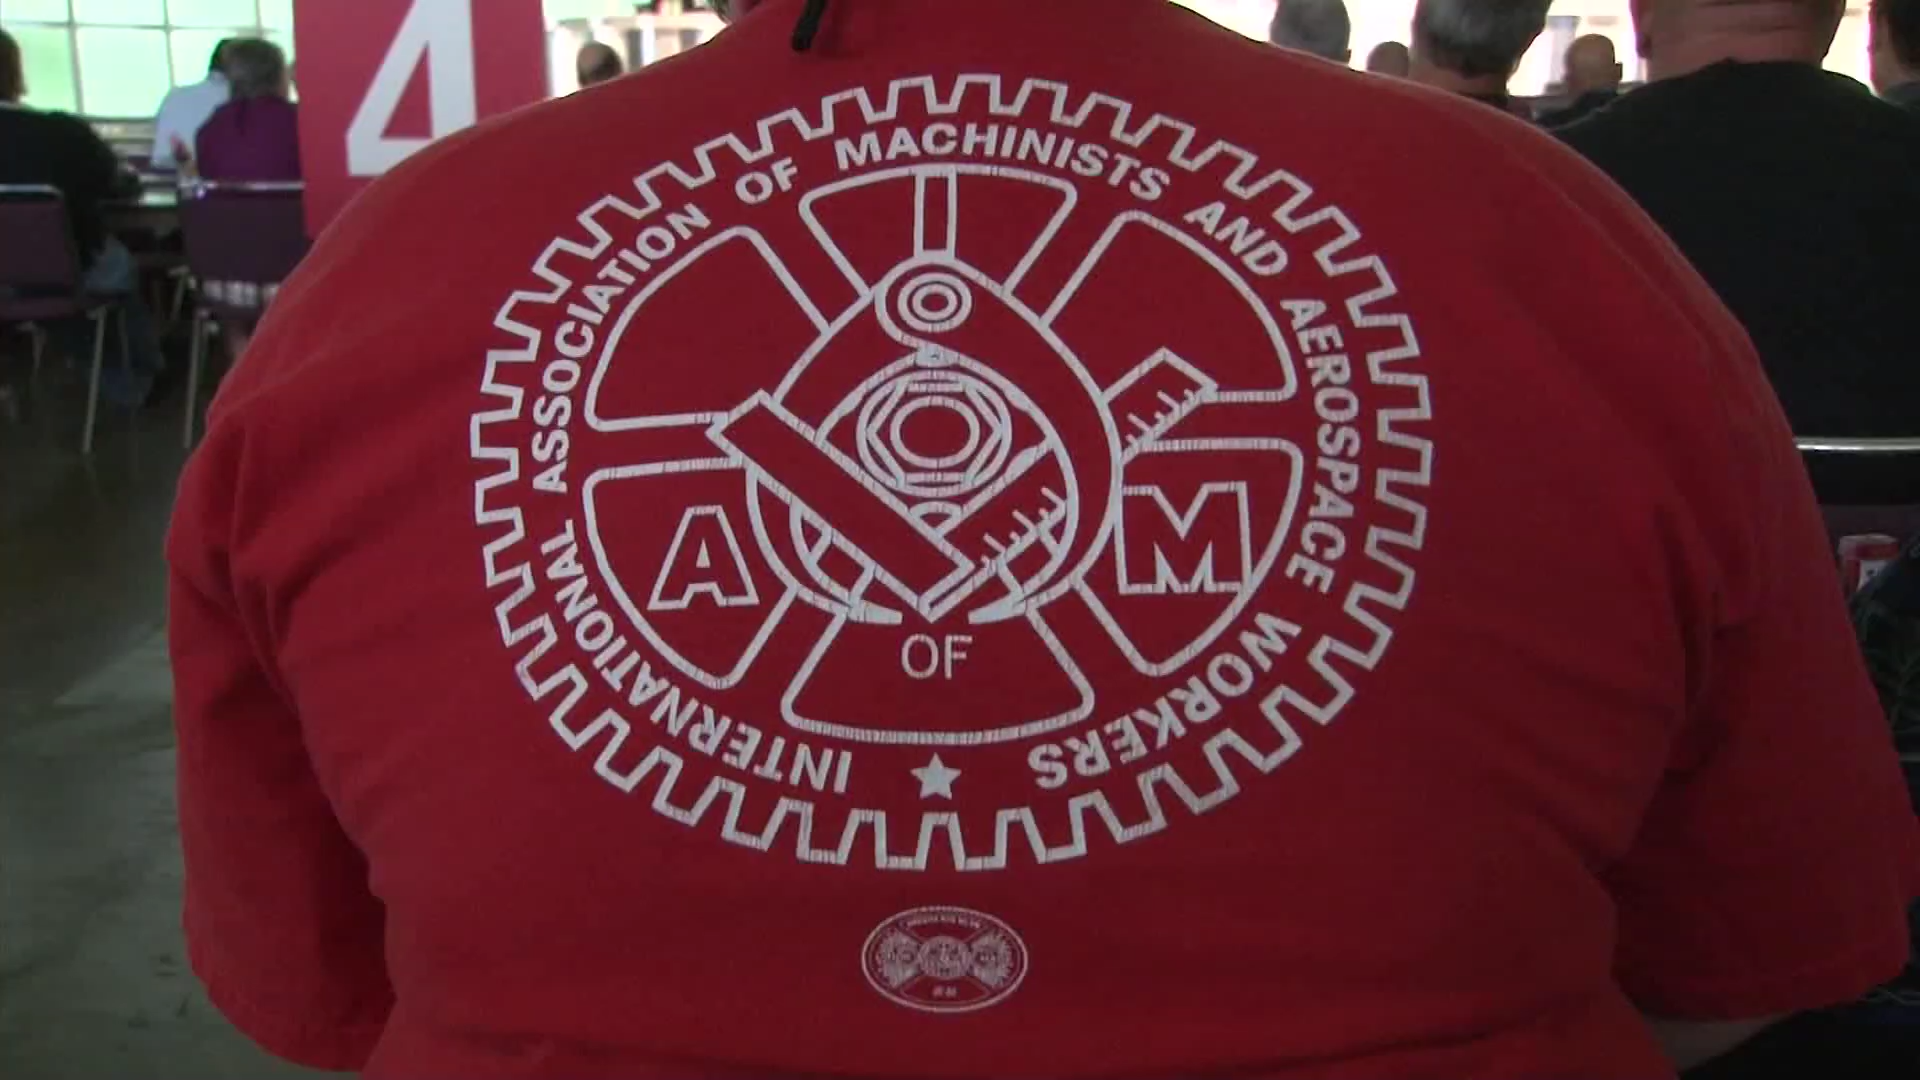 4
INTERNATIONAL ASSOCIATION OF MACHINISTS AND AEROSPACE WORKERS
A M
OF